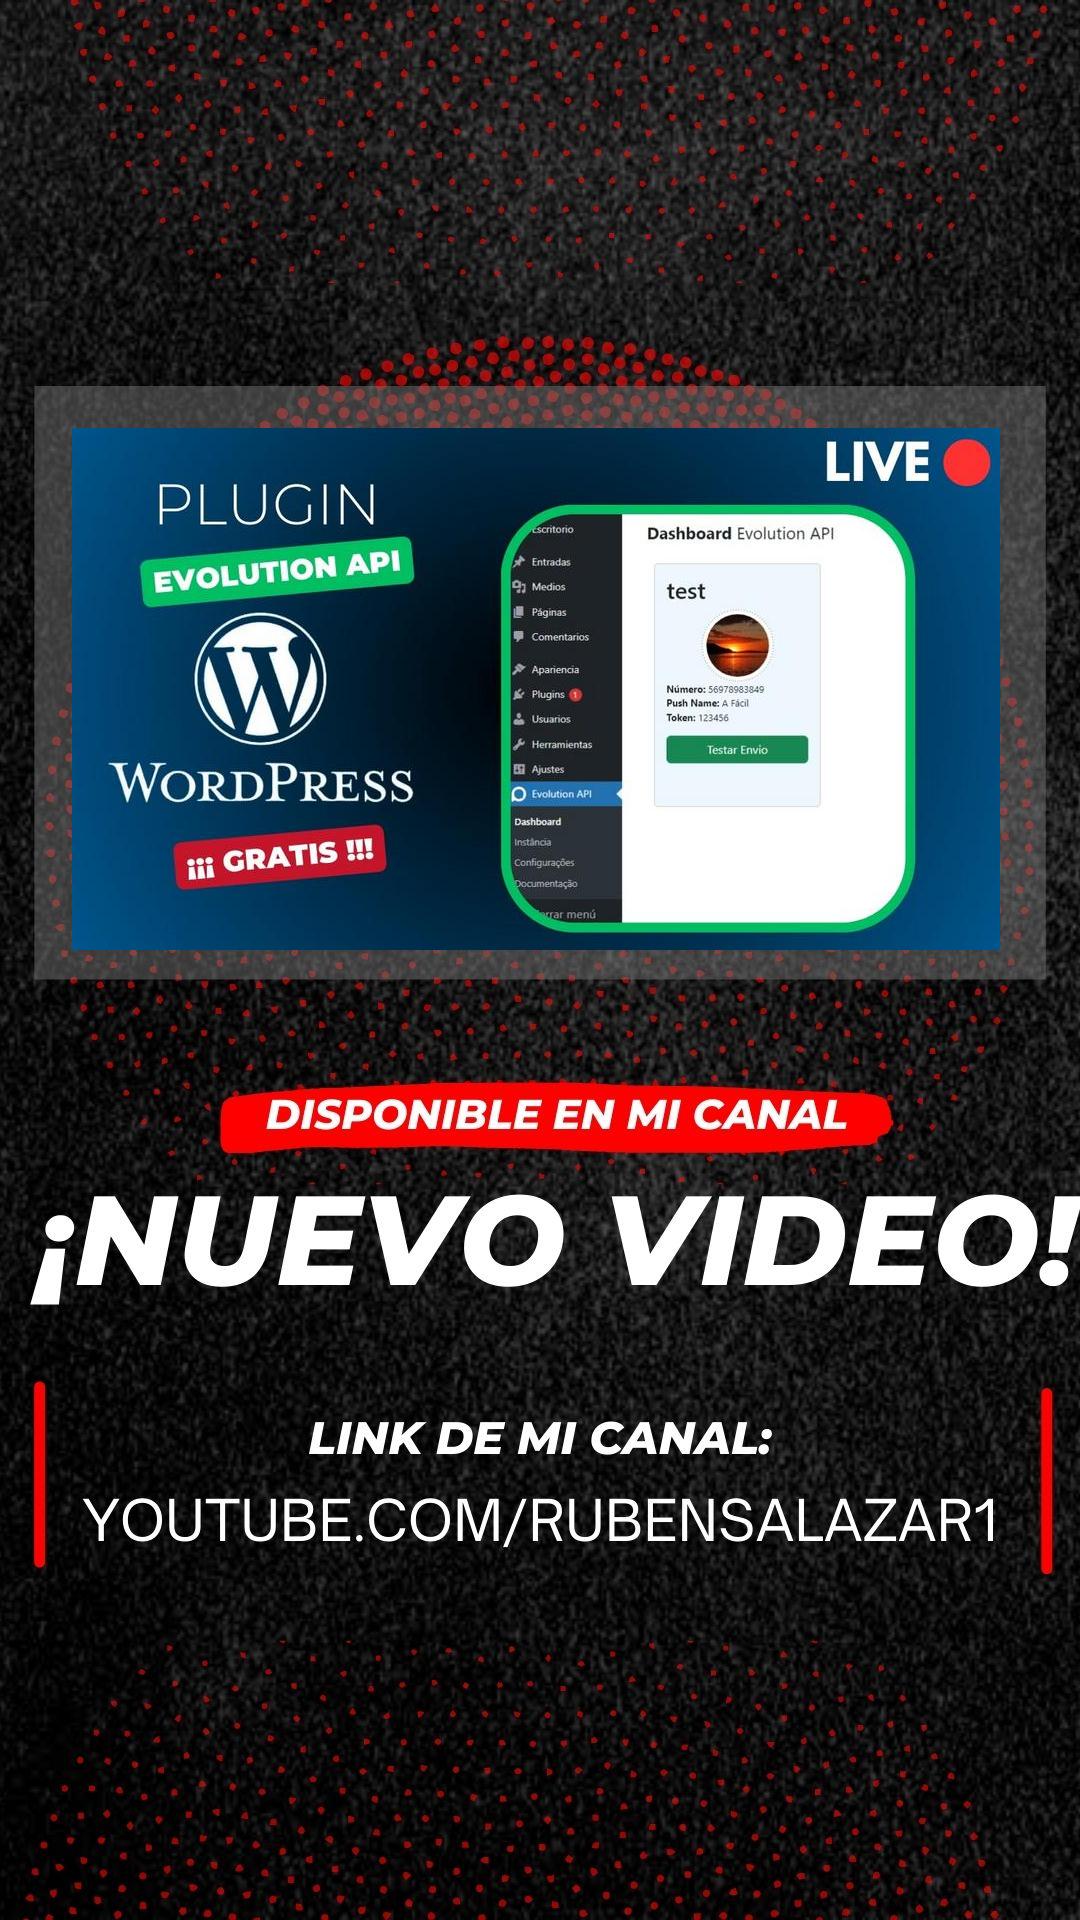 LIVE
PLUGIN
EVOLUTION API
WORDPRESS
¡¡¡ GRATIS !!!
Escritorio
Entradas
Medios
Páginas
Comentarios
Apariencia
Plugins 1
Usuarios
Herramientas
Ajustes
Evolution API
Dashboard
Instância
Configurações
Documentação
errar menú
Dashboard Evolution API
test
Número: 56978983849
Push Name: A Fácil
Token: 123456
Testar Envio
DISPONIBLE EN MI CANAL
¡NUEVO VIDEO!
LINK DE MI CANAL:
YOUTUBE.COM/RUBENSALAZAR1